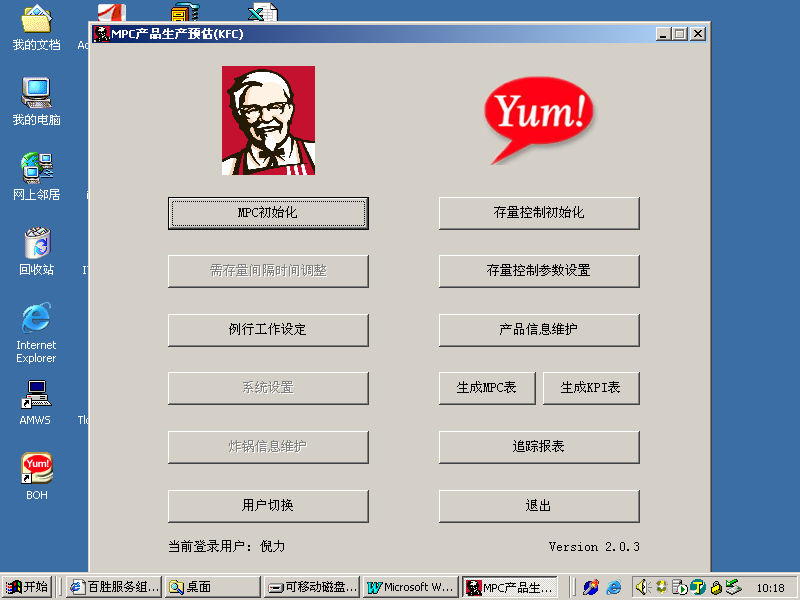 我的文档
我的电脑
网上邻居
回收站
Internet
Explorer
AMWS
Yum!
BOH
MPC产品生产预估(KFC)
Yum!
MPC初始化
存量控制初始化
需存量间隔时间调整
存量控制参数设置
例行工作设定
产品信息维护
系统设置
生成MPC表
生成KPI表
炸锅信息维护
追踪报表
用户切换
退出
当前登录用户：倪力
Version 2.0.3
开始
百胜服务组...
桌面
可移动磁盘...
Microsoft W...
MPC产品生...
10:18